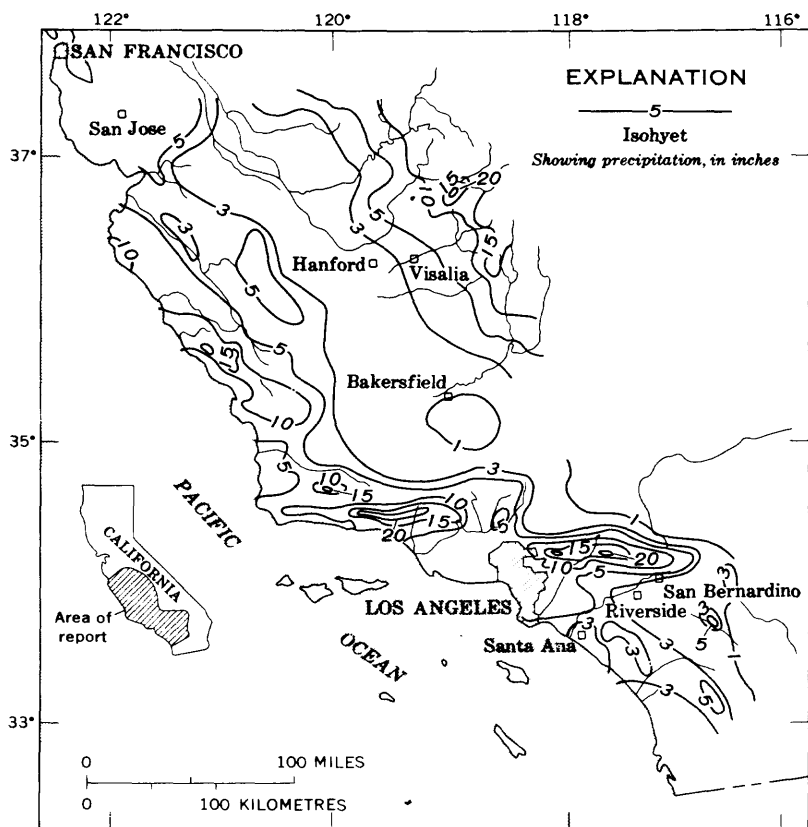 122°
120°
118°
116°
SAN FRANCISCO
EXPLANATION
5
Isohyet
Showing precipitation, in inches
San Jose
5
37°
20
15
10
3
3
5
3
15
10
Hanford
Visalia
5
5
15
Bakersfield
10
1
35°
3
5
10
15
10
1
15
20
5
15
20
10
5
PACIFIC
CALIFORNIA
San Bernardino
3
LOS ANGELES
Riverside
3
Area of
report
3
Santa Ana
3
5
1
OCEAN
3
5
33°
0
100 MILES
0
100 KILOMETRES